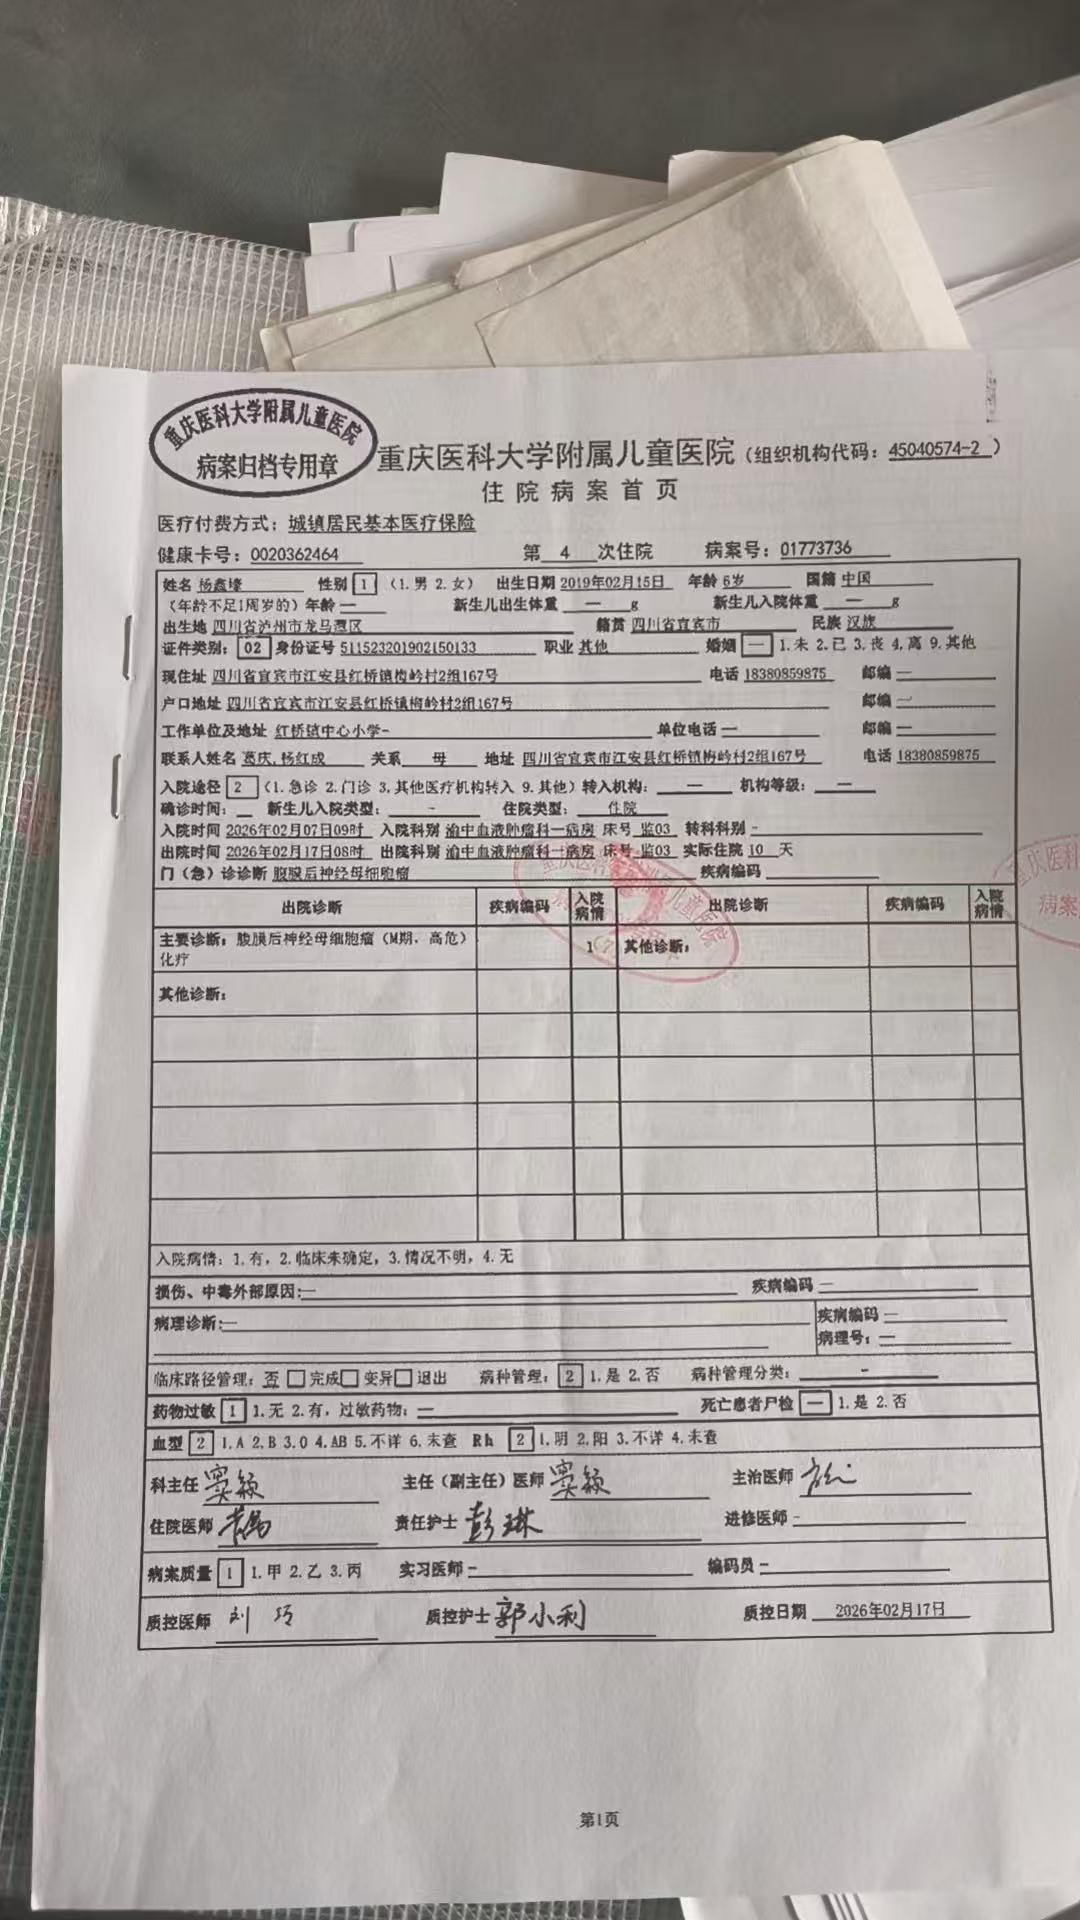 重庆医科大学附属儿童医院
病案归档专用章
重庆医科大学附属儿童医院（组织机构代码：45040574-2）
住院病案首页
医疗付费方式：城镇居民基本医疗保险
健康卡号：0020362464 第 4 次住院 病案号：01773736
姓名 杨鑫壕 性别 1 （1.男 2.女） 出生日期 2019年02月15日 年龄 6岁 国籍 中国
（年龄不足1周岁的）年龄 — 新生儿出生体重 — g 新生儿入院体重 — g
出生地 四川省泸州市龙马潭区 籍贯 四川省宜宾市 民族 汉族
证件类别：02 身份证号 511523201902150133 职业 其他 婚姻 — 1.未 2.已 3.丧 4.离 9.其他
现住址 四川省宜宾市江安县红桥镇梅岭村2组167号 电话 18380859875 邮编 —
户口地址 四川省宜宾市江安县红桥镇梅岭村2组167号 邮编 —
工作单位及地址 红桥镇中心小学- 单位电话 — 邮编 —
联系人姓名 葛庆,杨红成 关系 母 地址 四川省宜宾市江安县红桥镇梅岭村2组167号 电话 18380859875
入院途径 2 （1.急诊 2.门诊 3.其他医疗机构转入 9.其他）转入机构： — 机构等级： —
确诊时间： — 新生儿入院类型： - 住院类型： 住院
入院时间 2026年02月07日09时 入院科别 渝中血液肿瘤科一病房 床号 监03 转科科别 -
出院时间 2026年02月17日08时 出院科别 渝中血液肿瘤科一病房 床号 监03 实际住院 10 天
门（急）诊诊断 腹膜后神经母细胞瘤 疾病编码
出院诊断 疾病编码 入院病情 出院诊断 疾病编码 入院病情
主要诊断：腹膜后神经母细胞瘤（M期，高危） 1 其他诊断：
化疗
其他诊断：
入院病情：1.有，2.临床未确定，3.情况不明，4.无
损伤、中毒外部原因：— 疾病编码 —
病理诊断：— 疾病编码 —
病理号：—
临床路径管理：否 □ 完成□ 变异□ 退出 病种管理：2 1.是 2.否 病种管理分类： -
药物过敏 1 1.无 2.有，过敏药物：— 死亡患者尸检 — 1.是 2.否
血型 2 1.A 2.B 3.O 4.AB 5.不详 6.未查 Rh 2 1.阴 2.阳 3.不详 4.未查
科主任 窦颖 主任（副主任）医师 窦颖 主治医师
住院医师 责任护士 彭琳 进修医师 -
病案质量 1 1.甲 2.乙 3.丙 实习医师 - 编码员 -
质控医师 刘巧 质控护士 郭小利 质控日期 2026年02月17日
第1页